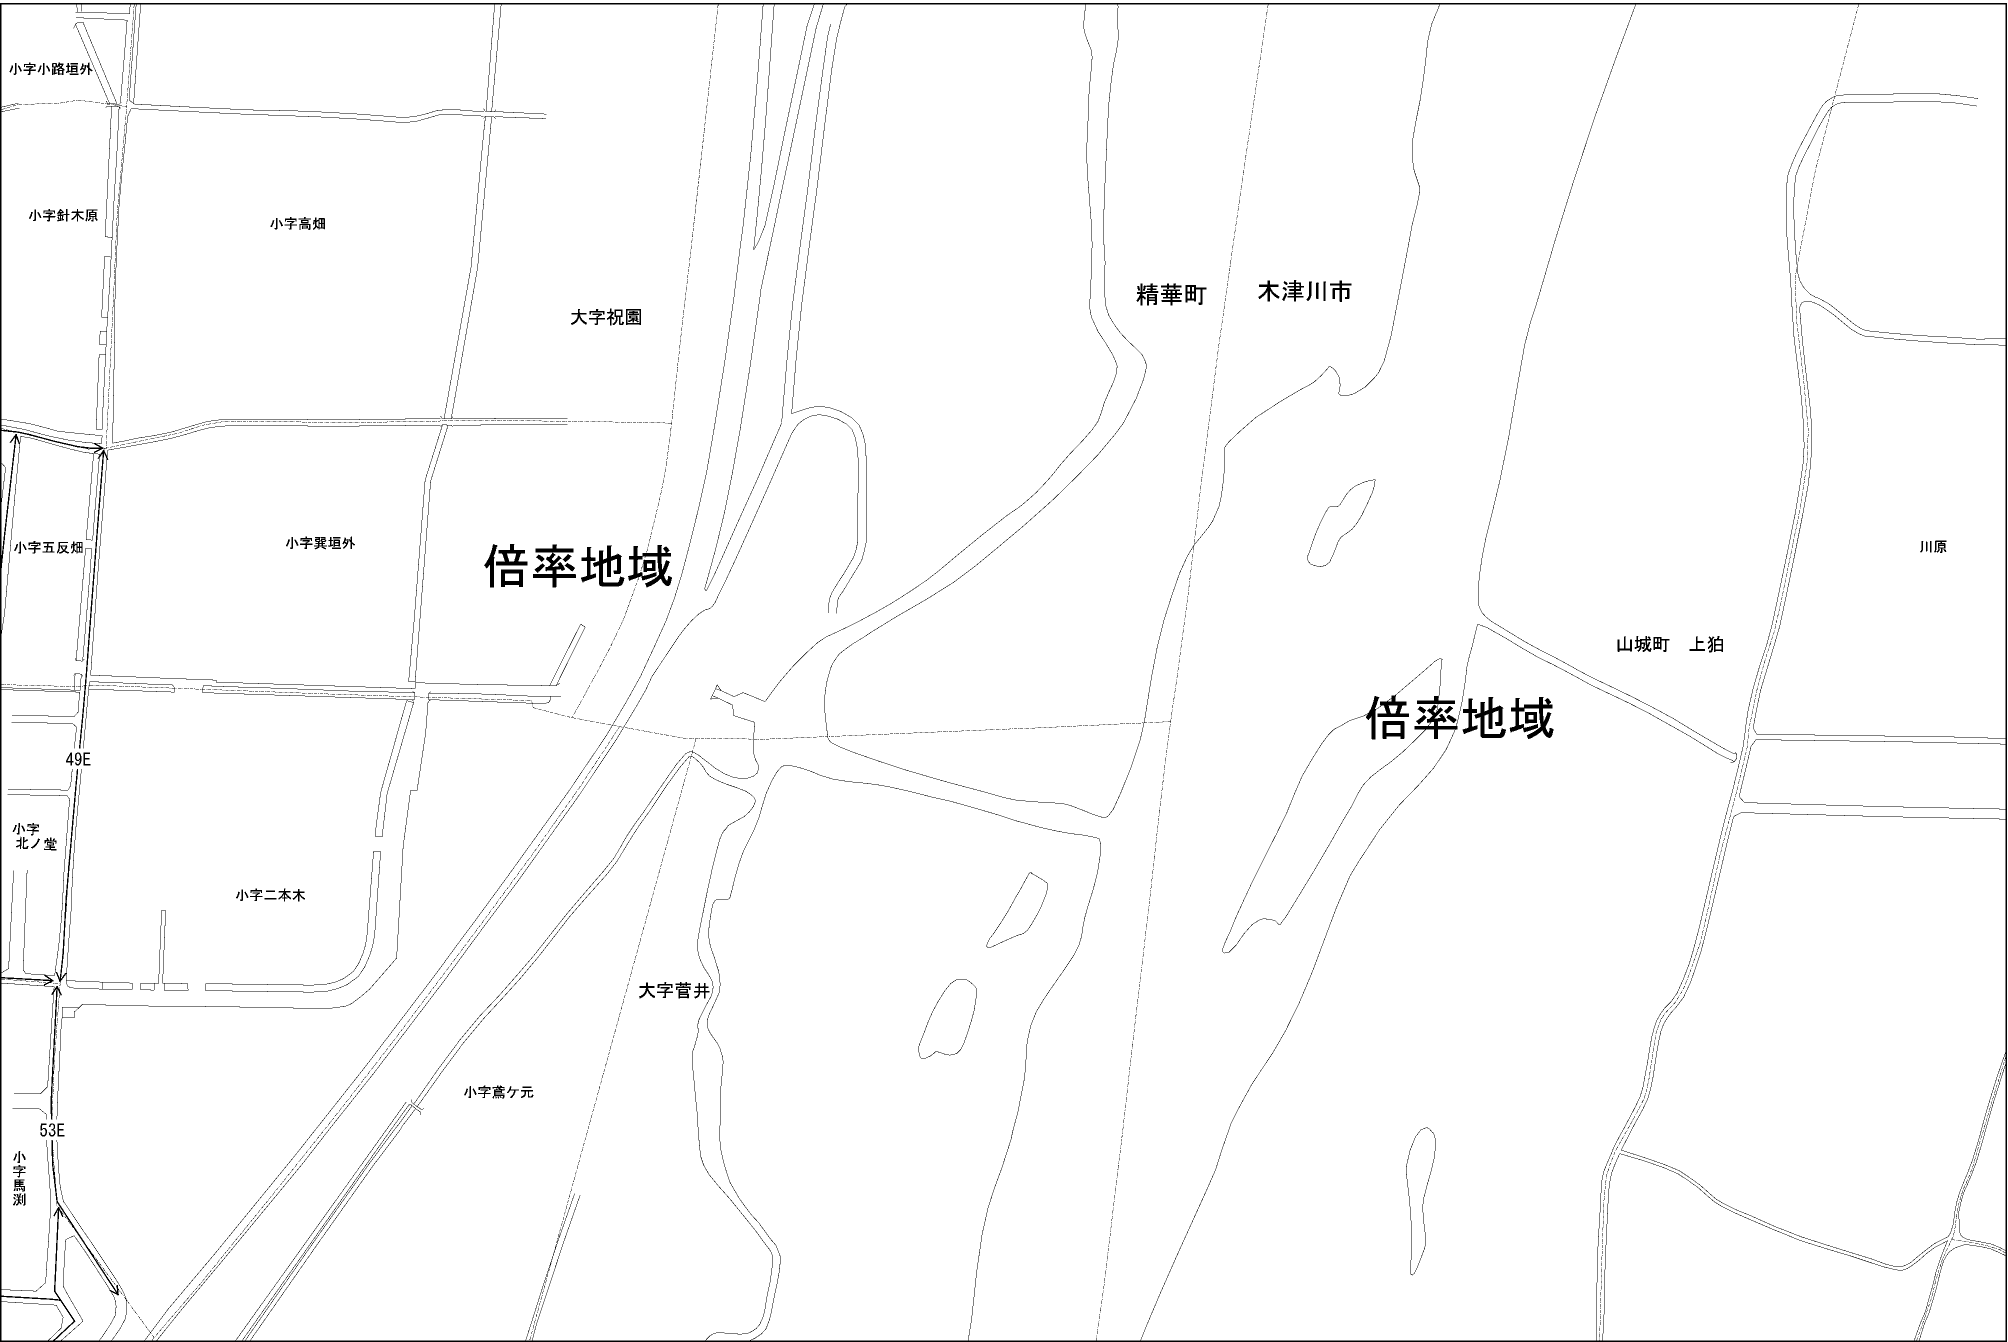 小字小路垣外
小字針木原
小字高畑
大字祝園
精華町
木津川市
小字五反畑
小字巽垣外
倍率地域
川原
山城町　上狛
倍率地域
49E
小字
北ノ堂
小字二本木
大字菅井
小字鳶ケ元
53E
小字馬渕